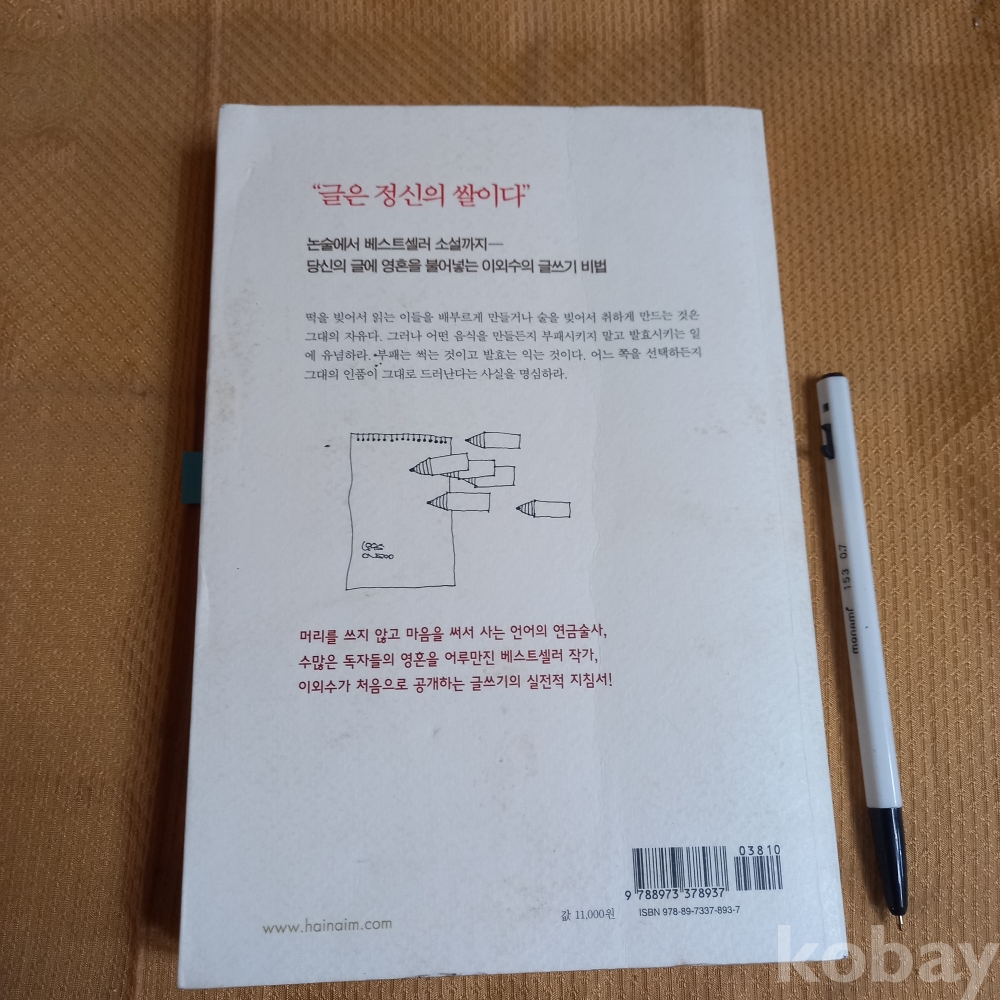 “글은 정신의 쌀이다”
논술에서 베스트셀러 소설까지―
당신의 글에 영혼을 불어넣는 이외수의 글쓰기 비법
떡을 빚어서 읽는 이들을 배부르게 만들거나 술을 빚어서 취하게 만드는 것은
그대의 자유다. 그러나 어떤 음식을 만들든지 부패시키지 말고 발효시키는 일
에 유념하라. 부패는 썩는 것이고 발효는 익는 것이다. 어느 쪽을 선택하든지
그대의 인품이 그대로 드러난다는 사실을 명심하라.
머리를 쓰지 않고 마음을 써서 사는 언어의 연금술사,
수많은 독자들의 영혼을 어루만진 베스트셀러 작가,
이외수가 처음으로 공개하는 글쓰기의 실전적 지침서!
03810
9 788973 378937
값 11,000원
ISBN 978-89-7337-893-7
www.hainaim.com
monami 153 0.7
kobay